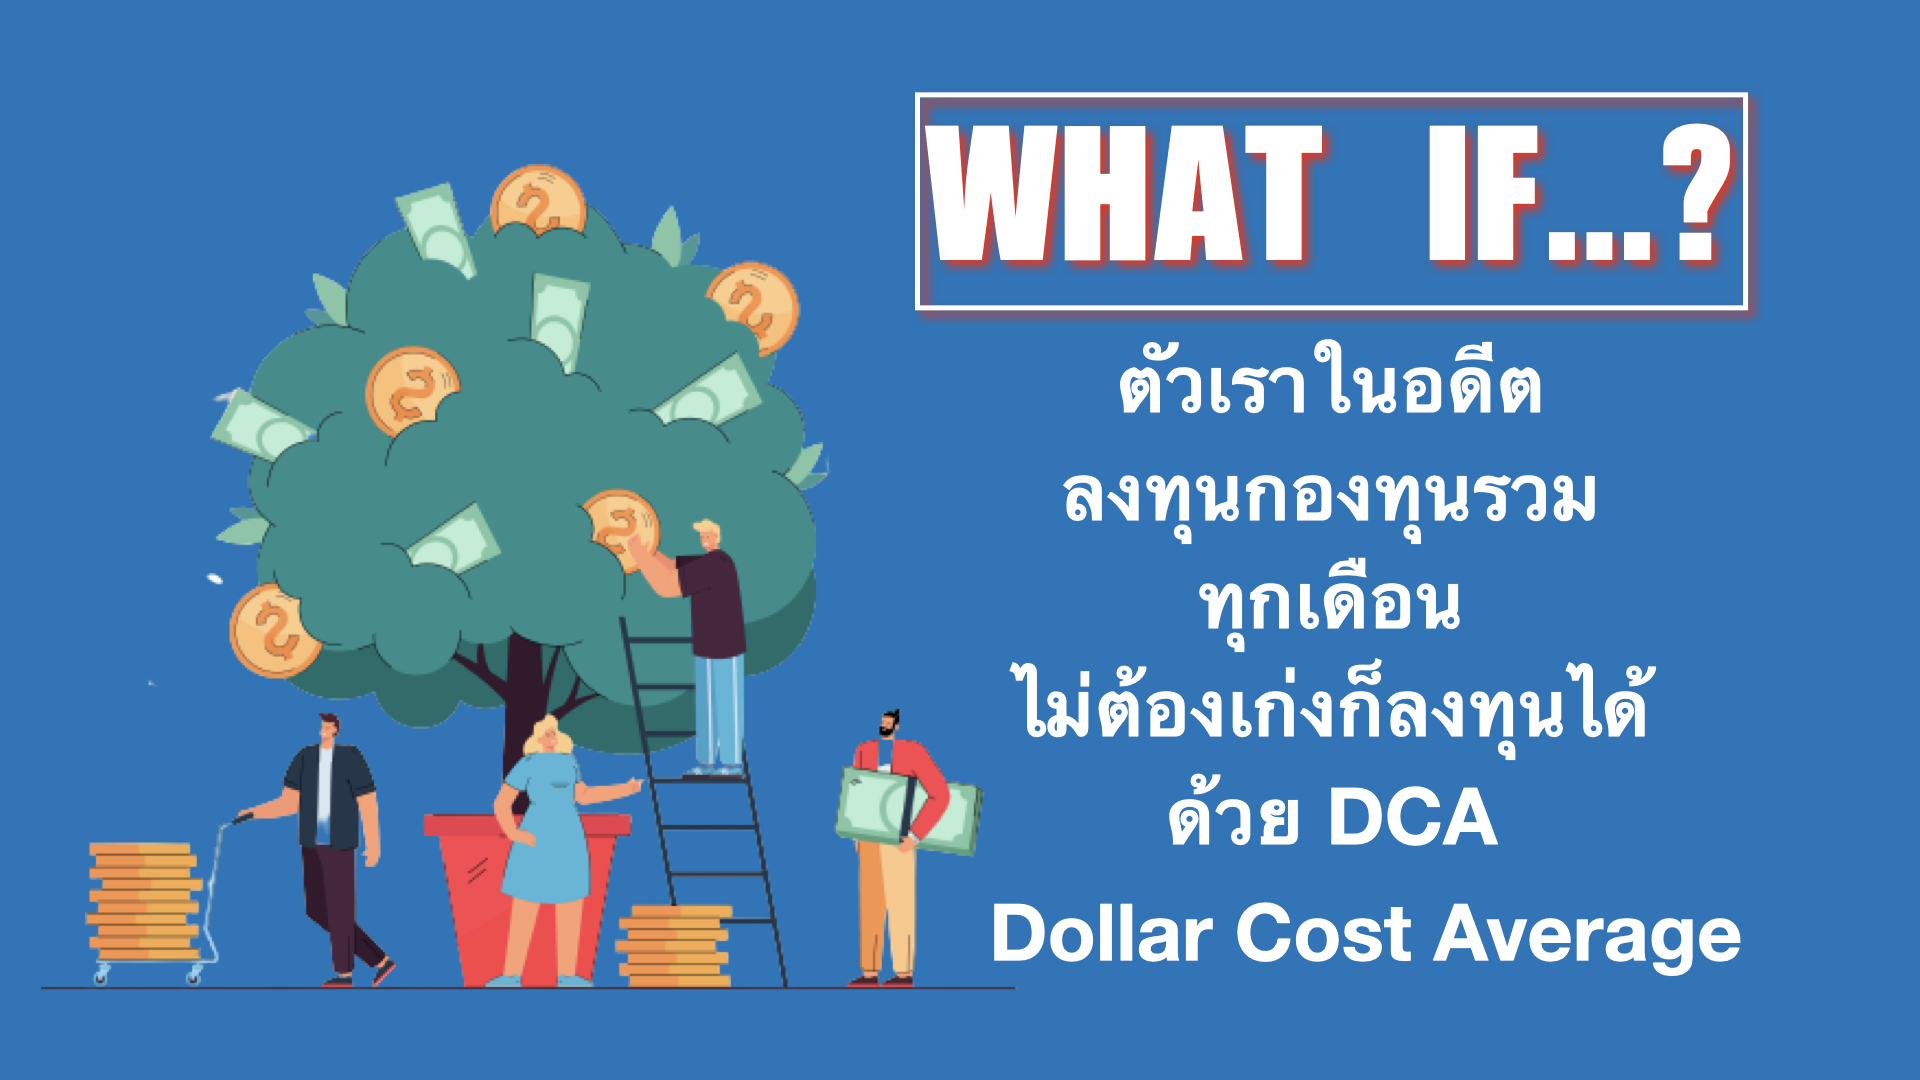 WHAT IF...?
ตัวเราในอดีต
ลงทุนกองทุนรวม
ทุกเดือน
ไม่ต้องเก่งก็ลงทุนได้
ด้วย DCA
Dollar Cost Average